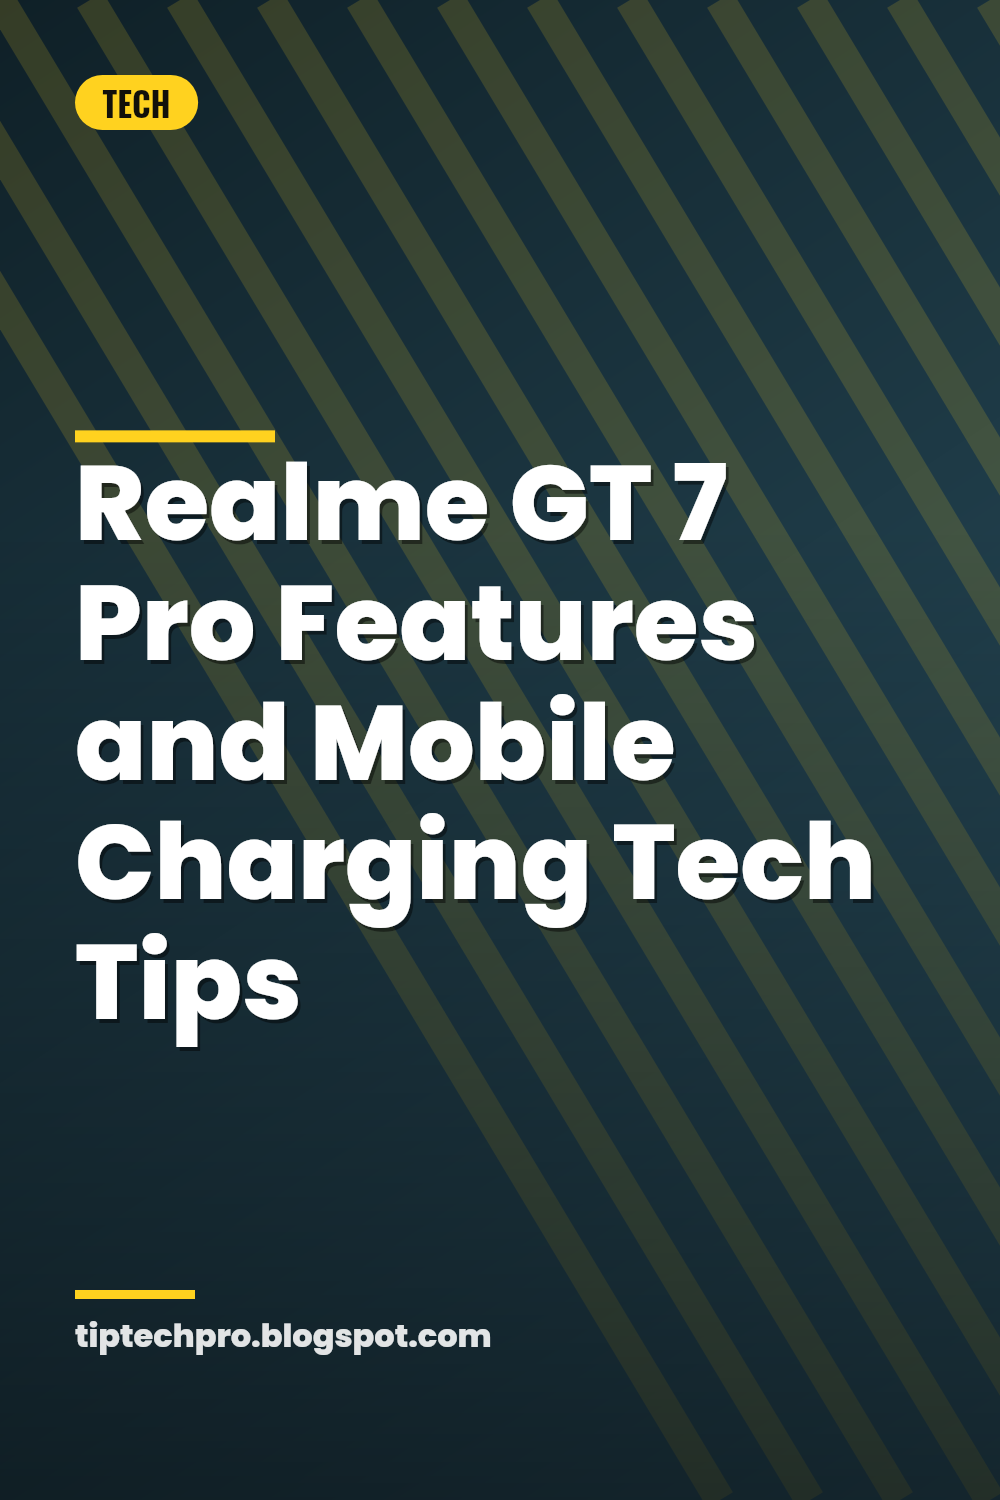 TECH
Realme GT 7
Pro Features
and Mobile
Charging Tech
Tips
tiptechpro.blogspot.com